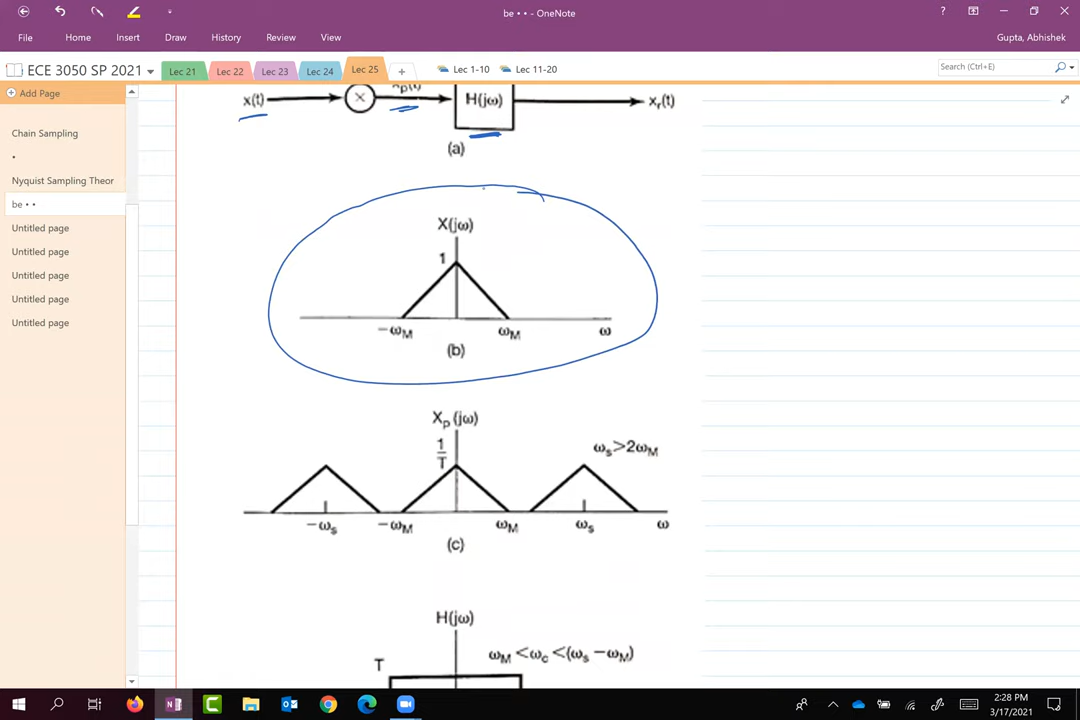 be • • - OneNote
?
Gupta, Abhishek
File Home Insert Draw History Review View
ECE 3050 SP 2021
Lec 21
Lec 22
Lec 23
Lec 24
Lec 25
+
Lec 1-10
Lec 11-20
Search (Ctrl+E)
Add Page
Chain Sampling
•
Nyquist Sampling Theor
be • •
Untitled page
Untitled page
Untitled page
Untitled page
Untitled page
x(t)
×
xₚ(t)
H(jω)
xᵣ(t)
(a)
X(jω)
1
−ω_M
ω_M
ω
(b)
Xₚ(jω)
1/T
ω_s>2ω_M
−ω_s
−ω_M
ω_M
ω_s
ω
(c)
H(jω)
T
ω_M <ω_c <(ω_s −ω_M)
2:28 PM
3/17/2021